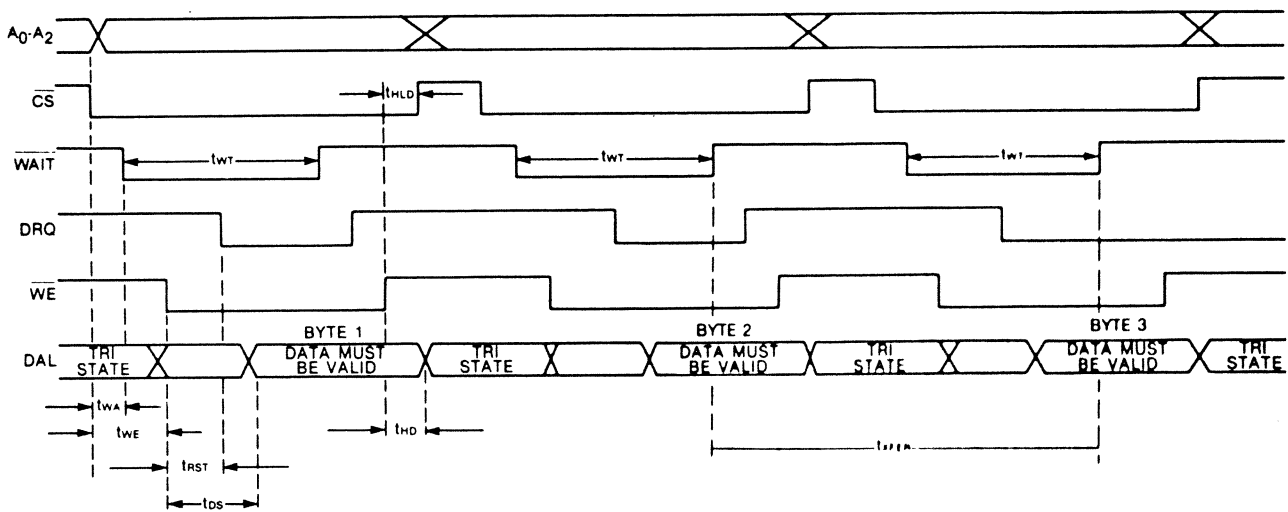 A0-A2
CS
tHLD
WAIT
tWT
tWT
tWT
DRQ
WE
BYTE 1
BYTE 2
BYTE 3
DAL
TRI STATE
DATA MUST BE VALID
TRI STATE
DATA MUST BE VALID
TRI STATE
DATA MUST BE VALID
TRI STATE
tWA
tWE
tHD
tRST
tDS